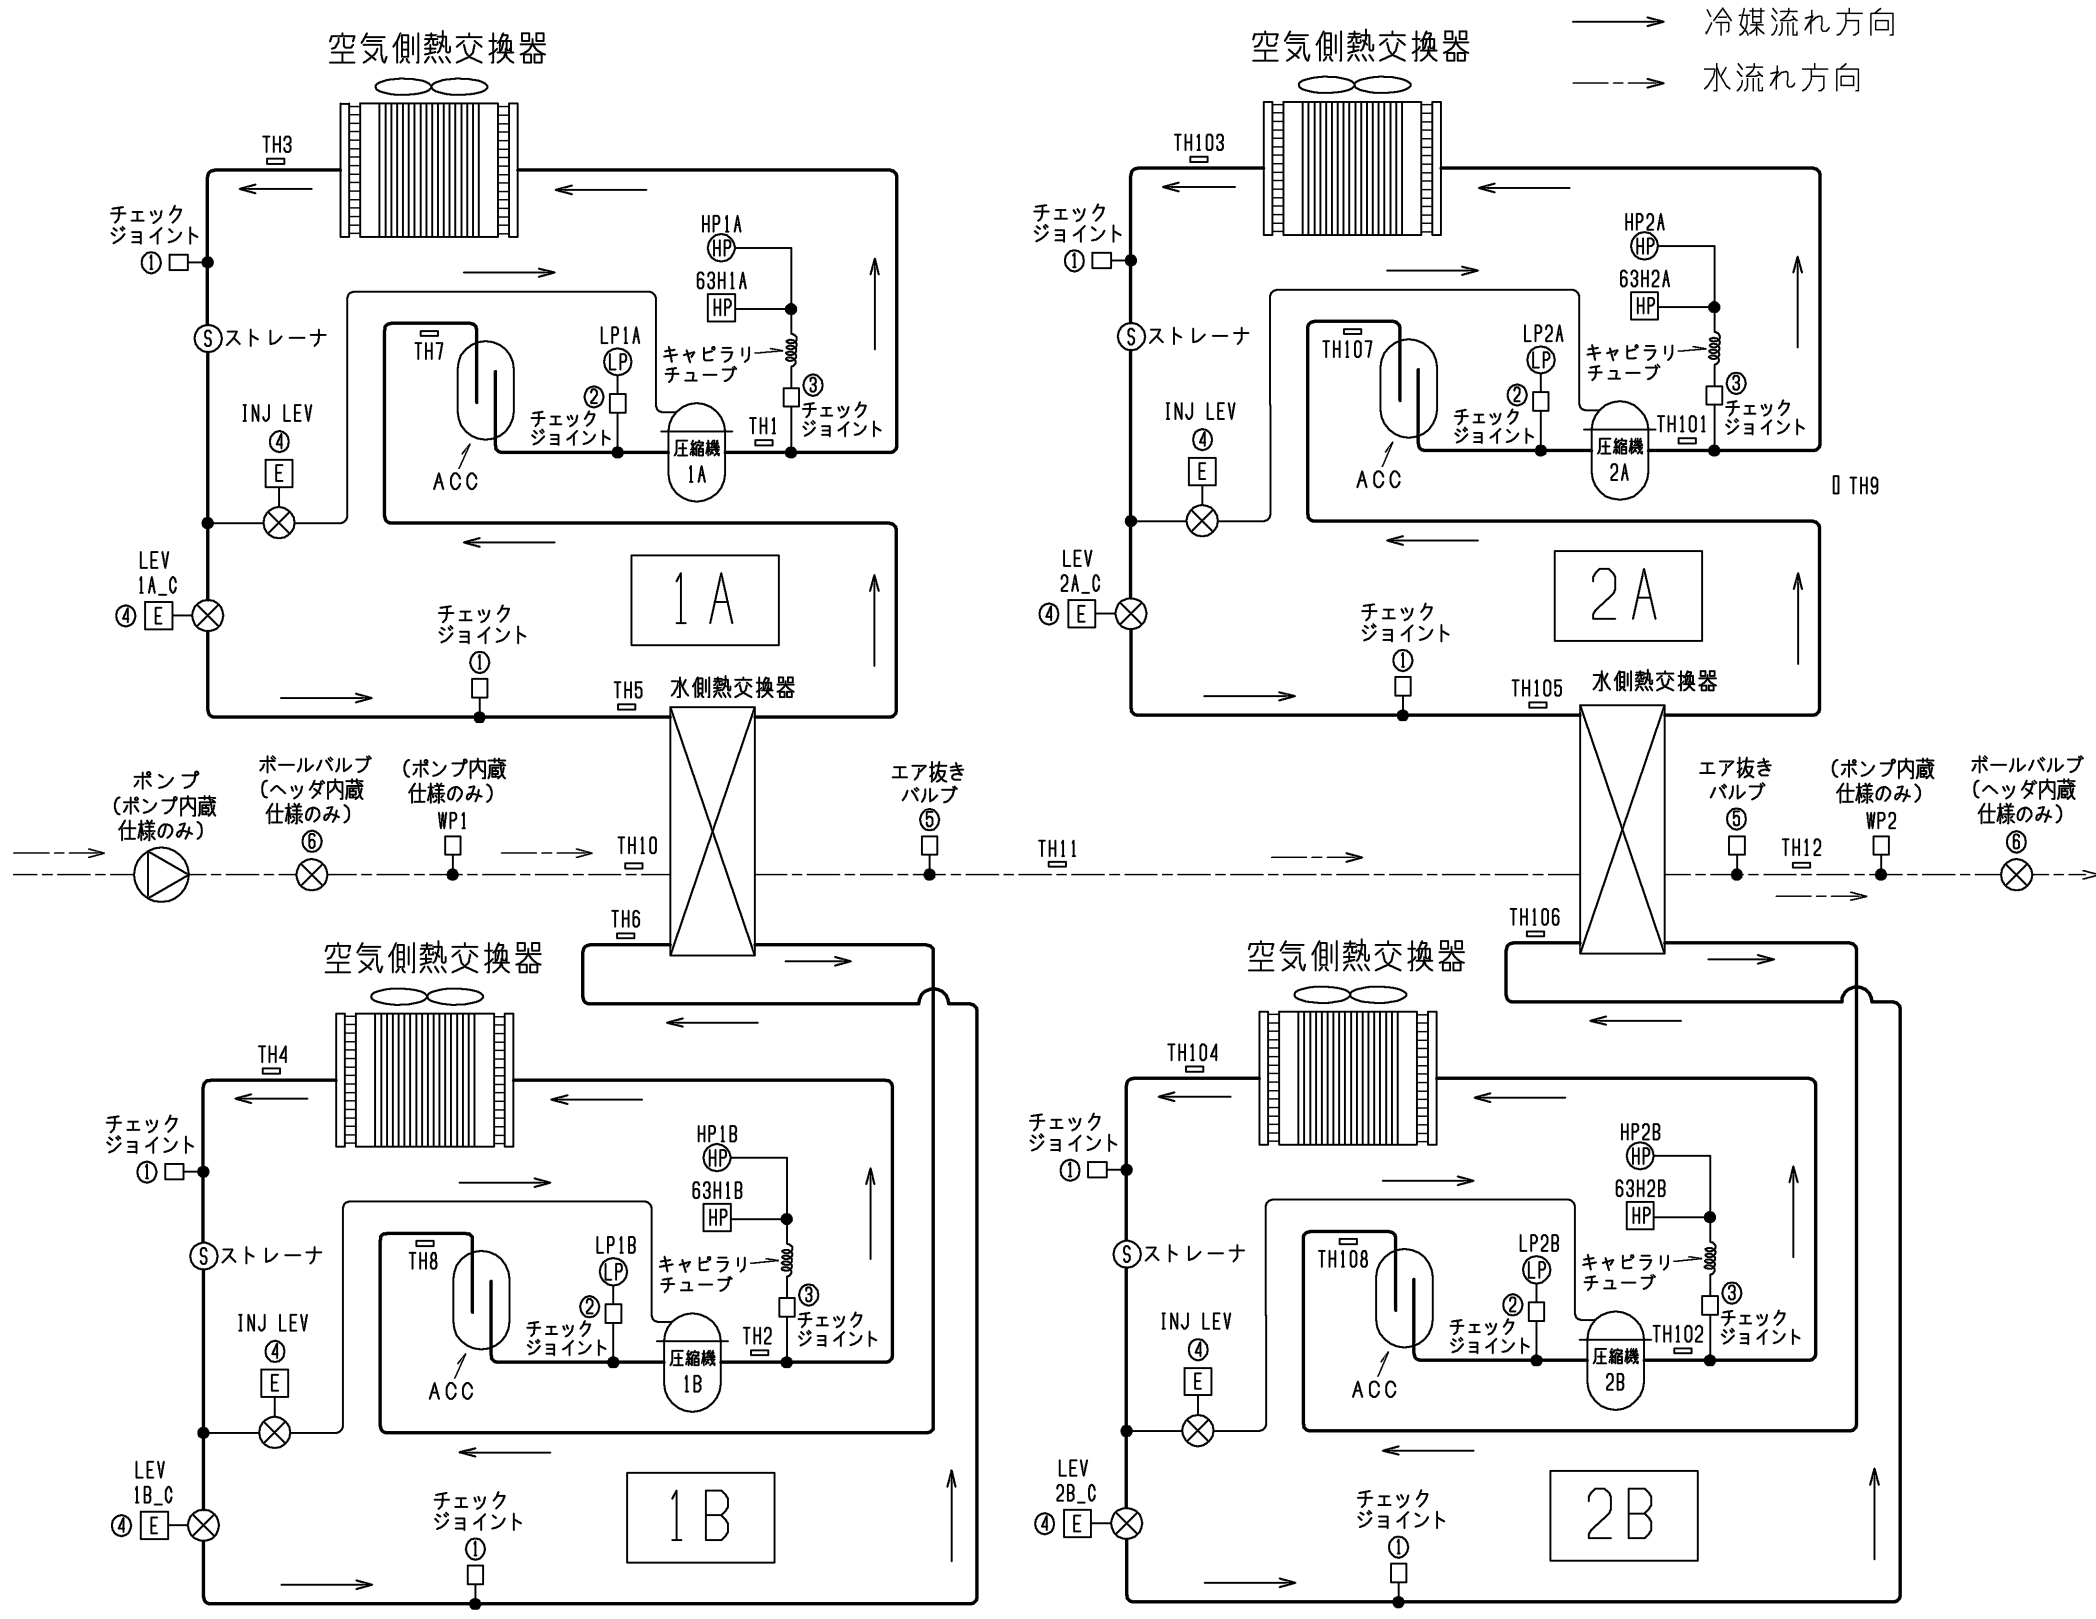 冷媒流れ方向
水流れ方向
空気側熱交換器
TH3
チェック
ジョイント
①
HP1A
HP
63H1A
HP
S
ストレーナ
TH7
LP1A
LP
キャピラリ
チューブ
②
③
チェック
ジョイント
チェック
ジョイント
TH1
INJ LEV
④
E
ACC
圧縮機
1A
LEV
1A_C
④
E
1A
チェック
ジョイント
①
TH5
水側熱交換器
空気側熱交換器
TH103
チェック
ジョイント
①
HP2A
HP
63H2A
HP
S
ストレーナ
TH107
LP2A
LP
キャピラリ
チューブ
②
③
チェック
ジョイント
チェック
ジョイント
TH101
INJ LEV
④
E
ACC
圧縮機
2A
TH9
LEV
2A_C
④
E
2A
チェック
ジョイント
①
TH105
水側熱交換器
ポンプ
(ポンプ内蔵
仕様のみ)
ボールバルブ
(ヘッダ内蔵
仕様のみ)
⑥
(ポンプ内蔵
仕様のみ)
WP1
TH10
エア抜き
バルブ
⑤
TH11
エア抜き
バルブ
⑤
TH12
(ポンプ内蔵
仕様のみ)
WP2
ボールバルブ
(ヘッダ内蔵
仕様のみ)
⑥
TH6
空気側熱交換器
TH4
チェック
ジョイント
①
HP1B
HP
63H1B
HP
S
ストレーナ
TH8
LP1B
LP
キャピラリ
チューブ
②
③
チェック
ジョイント
チェック
ジョイント
TH2
INJ LEV
④
E
ACC
圧縮機
1B
LEV
1B_C
④
E
1B
チェック
ジョイント
①
TH106
空気側熱交換器
TH104
チェック
ジョイント
①
HP2B
HP
63H2B
HP
S
ストレーナ
TH108
LP2B
LP
キャピラリ
チューブ
②
③
チェック
ジョイント
チェック
ジョイント
TH102
INJ LEV
④
E
ACC
圧縮機
2B
LEV
2B_C
④
E
2B
チェック
ジョイント
①